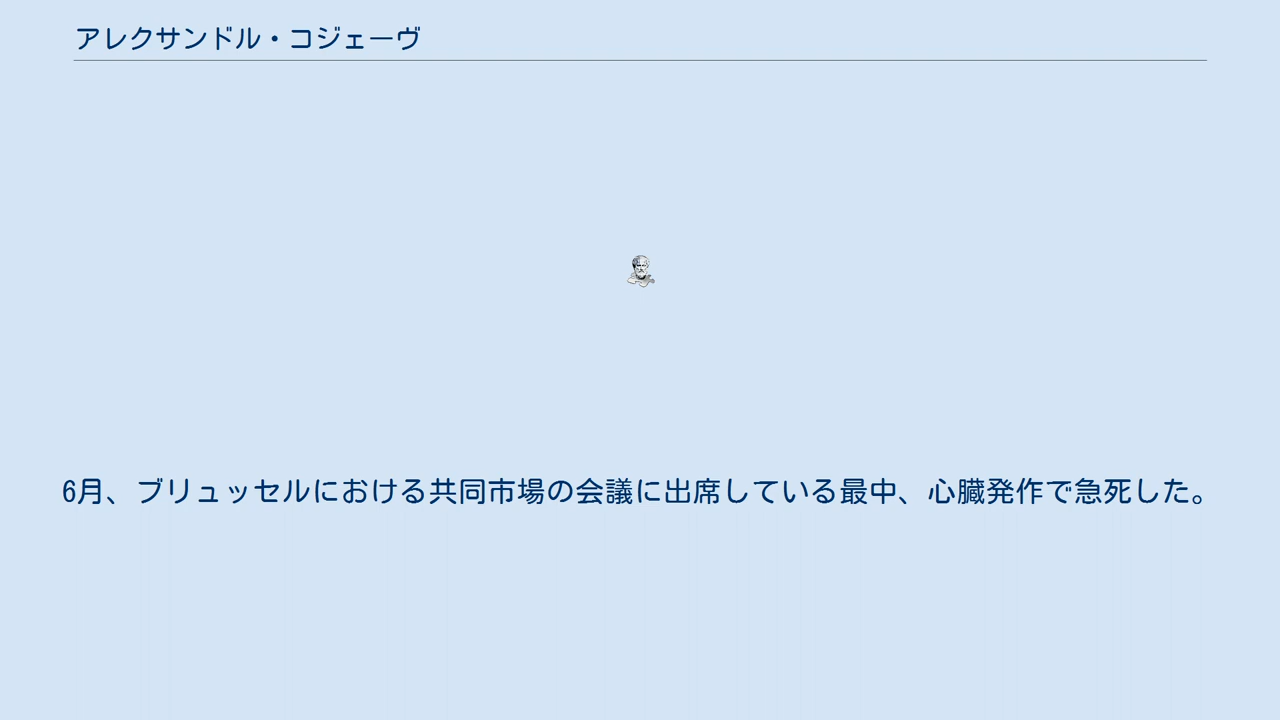 アレクサンドル・コジェーヴ
6月、ブリュッセルにおける共同市場の会議に出席している最中、心臓発作で急死した。